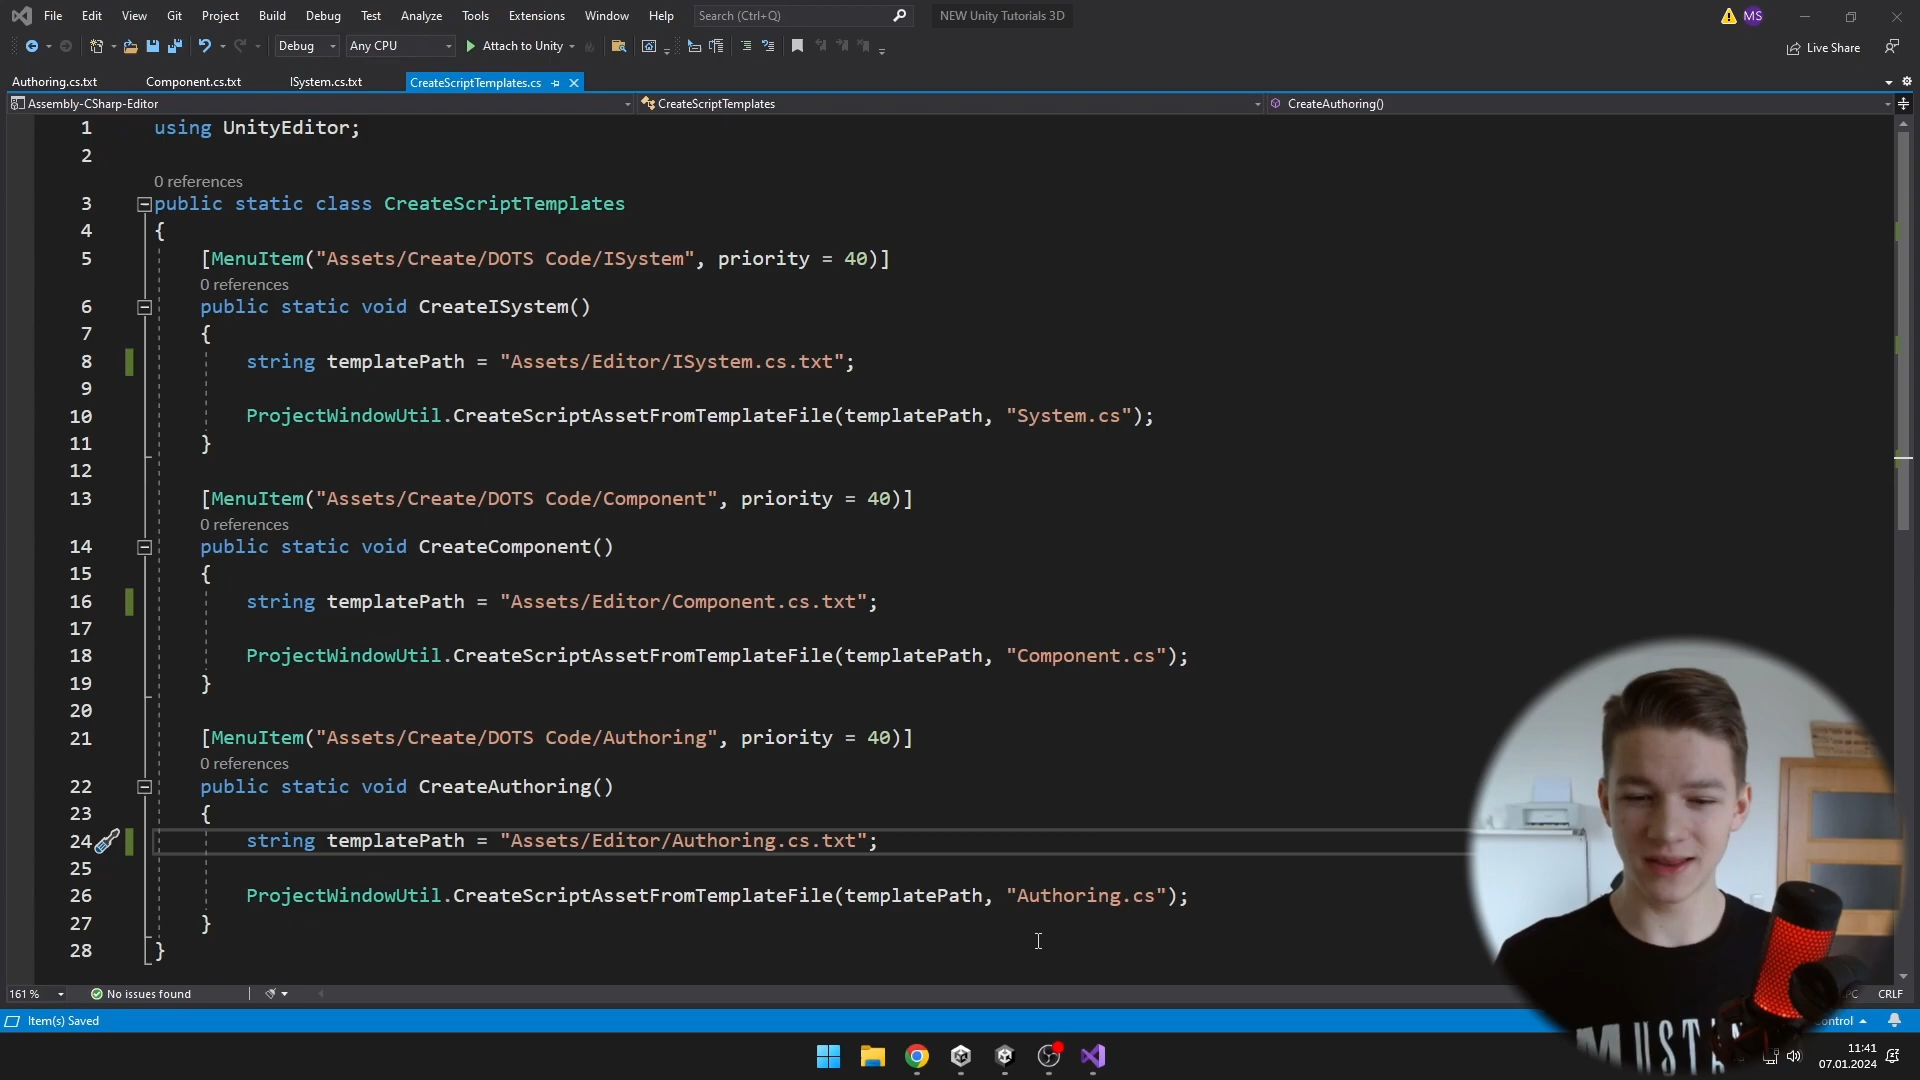 File Edit View Git Project Build Debug Test Analyze Tools Extensions Window Help Search (Ctrl+Q) NEW Unity Tutorials 3D MS
Debug Any CPU Attach to Unity Live Share
Authoring.cs.txt Component.cs.txt ISystem.cs.txt CreateScriptTemplates.cs
Assembly-CSharp-Editor CreateScriptTemplates CreateAuthoring()
1 using UnityEditor;
2
0 references
3 public static class CreateScriptTemplates
4 {
5 [MenuItem("Assets/Create/DOTS Code/ISystem", priority = 40)]
0 references
6 public static void CreateISystem()
7 {
8 string templatePath = "Assets/Editor/ISystem.cs.txt";
9
10 ProjectWindowUtil.CreateScriptAssetFromTemplateFile(templatePath, "System.cs");
11 }
12
13 [MenuItem("Assets/Create/DOTS Code/Component", priority = 40)]
0 references
14 public static void CreateComponent()
15 {
16 string templatePath = "Assets/Editor/Component.cs.txt";
17
18 ProjectWindowUtil.CreateScriptAssetFromTemplateFile(templatePath, "Component.cs");
19 }
20
21 [MenuItem("Assets/Create/DOTS Code/Authoring", priority = 40)]
0 references
22 public static void CreateAuthoring()
23 {
24 string templatePath = "Assets/Editor/Authoring.cs.txt";
25
26 ProjectWindowUtil.CreateScriptAssetFromTemplateFile(templatePath, "Authoring.cs");
27 }
28 }
161 % No issues found CRLF
Item(s) Saved
11:41
07.01.2024